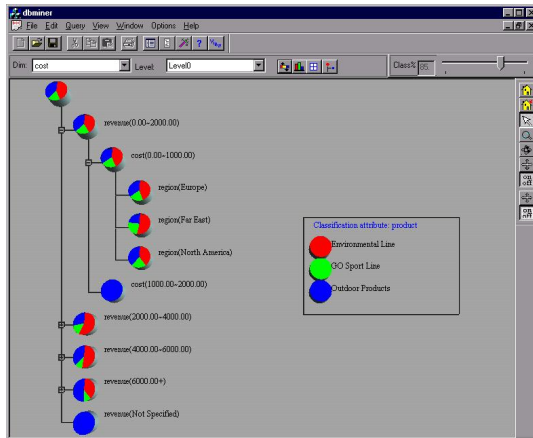 dbminer
File Edit Query View Window Options Help
Dim: cost Level: Level0 Class% 85
revenue(0.00~2000.00)
cost(0.00~1000.00)
region(Europe)
region(Far East)
region(North America)
cost(1000.00~2000.00)
revenue(2000.00~4000.00)
revenue(4000.00~6000.00)
revenue(6000.00+)
revenue(Not Specified)
Classification attribute: product
Environmental Line
GO Sport Line
Outdoor Products